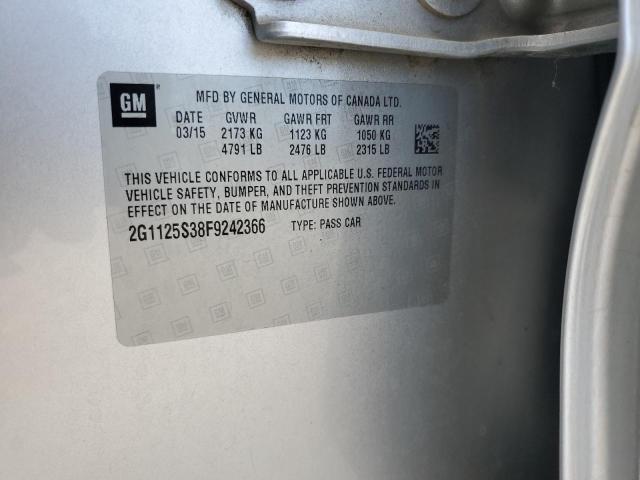 GM
MFD BY GENERAL MOTORS OF CANADA LTD.
DATE GVWR GAWR FRT GAWR RR
03/15 2173 KG 1123 KG 1050 KG
4791 LB 2476 LB 2315 LB
THIS VEHICLE CONFORMS TO ALL APPLICABLE U.S. FEDERAL MOTOR
VEHICLE SAFETY, BUMPER, AND THEFT PREVENTION STANDARDS IN
EFFECT ON THE DATE OF MANUFACTURE SHOWN ABOVE.
2G1125S38F9242366 TYPE: PASS CAR